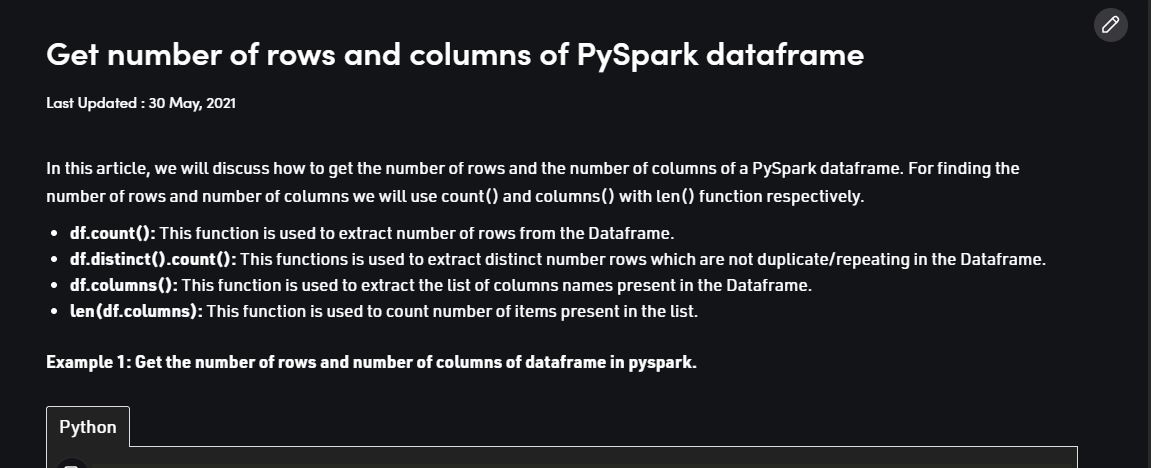 Get number of rows and columns of PySpark dataframe
Last Updated : 30 May, 2021
In this article, we will discuss how to get the number of rows and the number of columns of a PySpark dataframe. For finding the
number of rows and number of columns we will use count() and columns() with len() function respectively.
• df.count(): This function is used to extract number of rows from the Dataframe.
• df.distinct().count(): This functions is used to extract distinct number rows which are not duplicate/repeating in the Dataframe.
• df.columns(): This function is used to extract the list of columns names present in the Dataframe.
• len(df.columns): This function is used to count number of items present in the list.
Example 1: Get the number of rows and number of columns of dataframe in pyspark.
Python